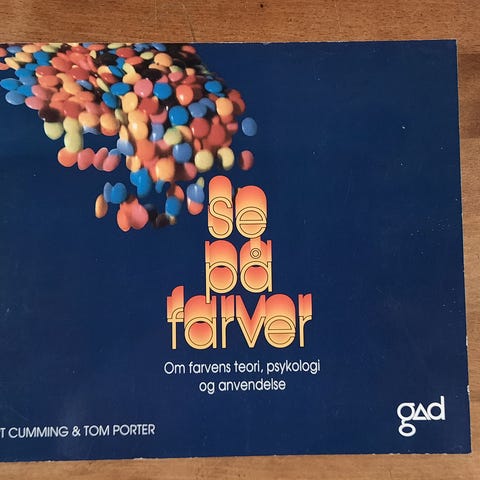 Se
på
farver
Om farvens teori, psykologi
og anvendelse
T CUMMING & TOM PORTER
gad